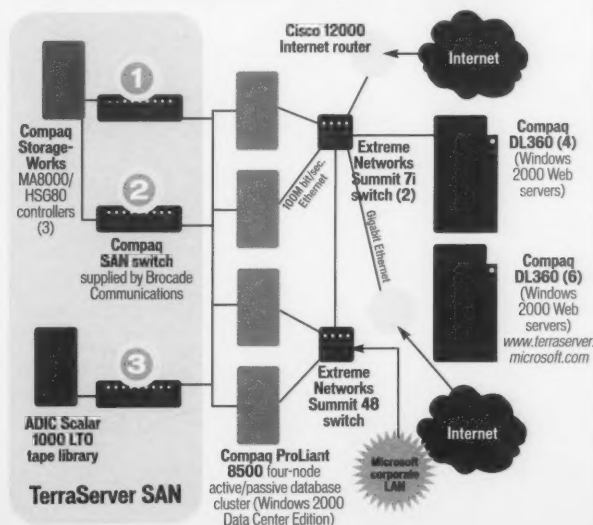 Cisco 12000
Internet router
Internet
1
Compaq
Storage-
Works
MA8000/
HSG80
controllers
(3)
2
Compaq
SAN switch
supplied by Brocade
Communications
100M bit/sec.
Ethernet
Extreme
Networks
Summit 7i
switch (2)
Gigabit Ethernet
Compaq
DL360 (4)
(Windows
2000 Web
servers)
Compaq
DL360 (6)
(Windows
2000 Web
servers)
www.terraserver.
microsoft.com
3
ADIC Scalar
1000 LTO
tape library
Extreme
Networks
Summit 48
switch
Internet
Microsoft
corporate
LAN
Compaq ProLiant
8500 four-node
active/passive database
cluster (Windows 2000
Data Center Edition)
TerraServer SAN